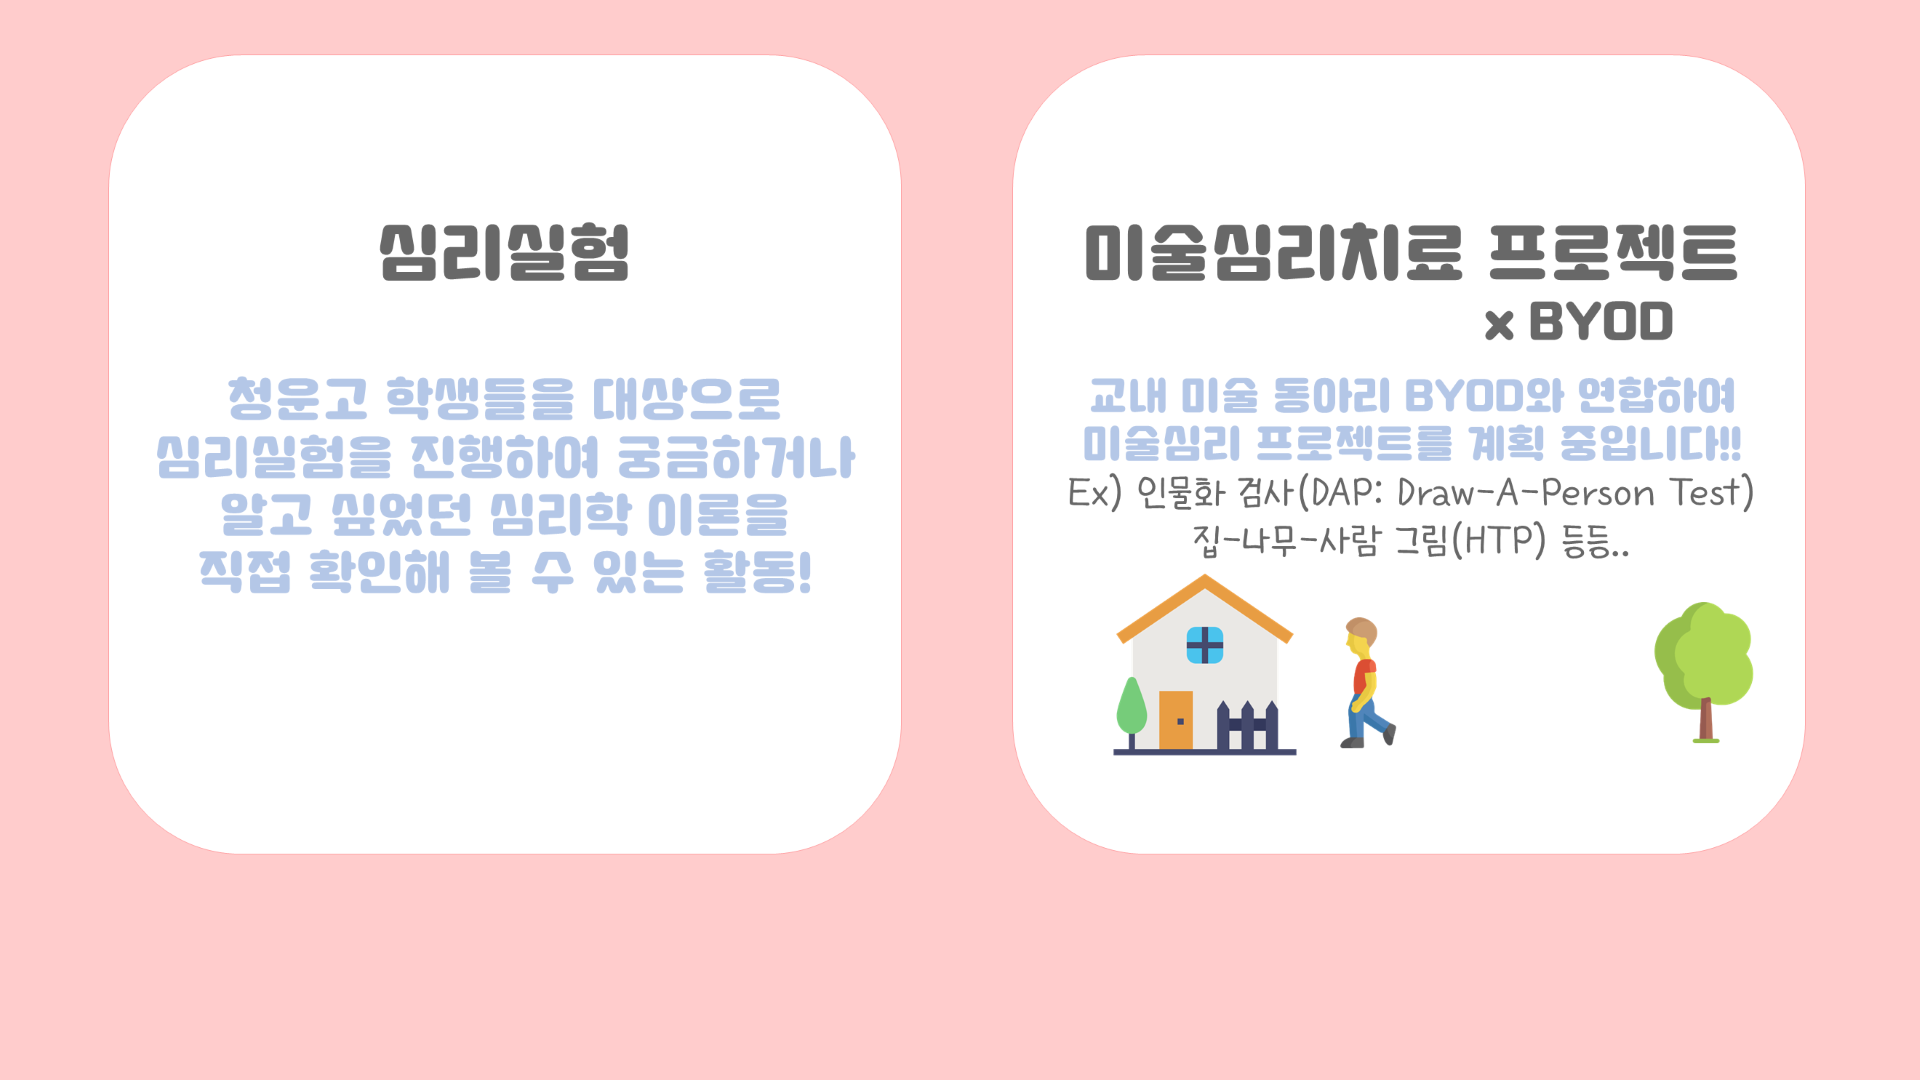 심리실험
청운고 학생들을 대상으로
심리실험을 진행하여 궁금하거나
알고 싶었던 심리학 이론을
직접 확인해 볼 수 있는 활동!
미술심리치료 프로젝트
x BYOD
교내 미술 동아리 BYOD와 연합하여
미술심리 프로젝트를 계획 중입니다!!
Ex) 인물화 검사(DAP: Draw-A-Person Test)
집-나무-사람 그림(HTP) 등등..